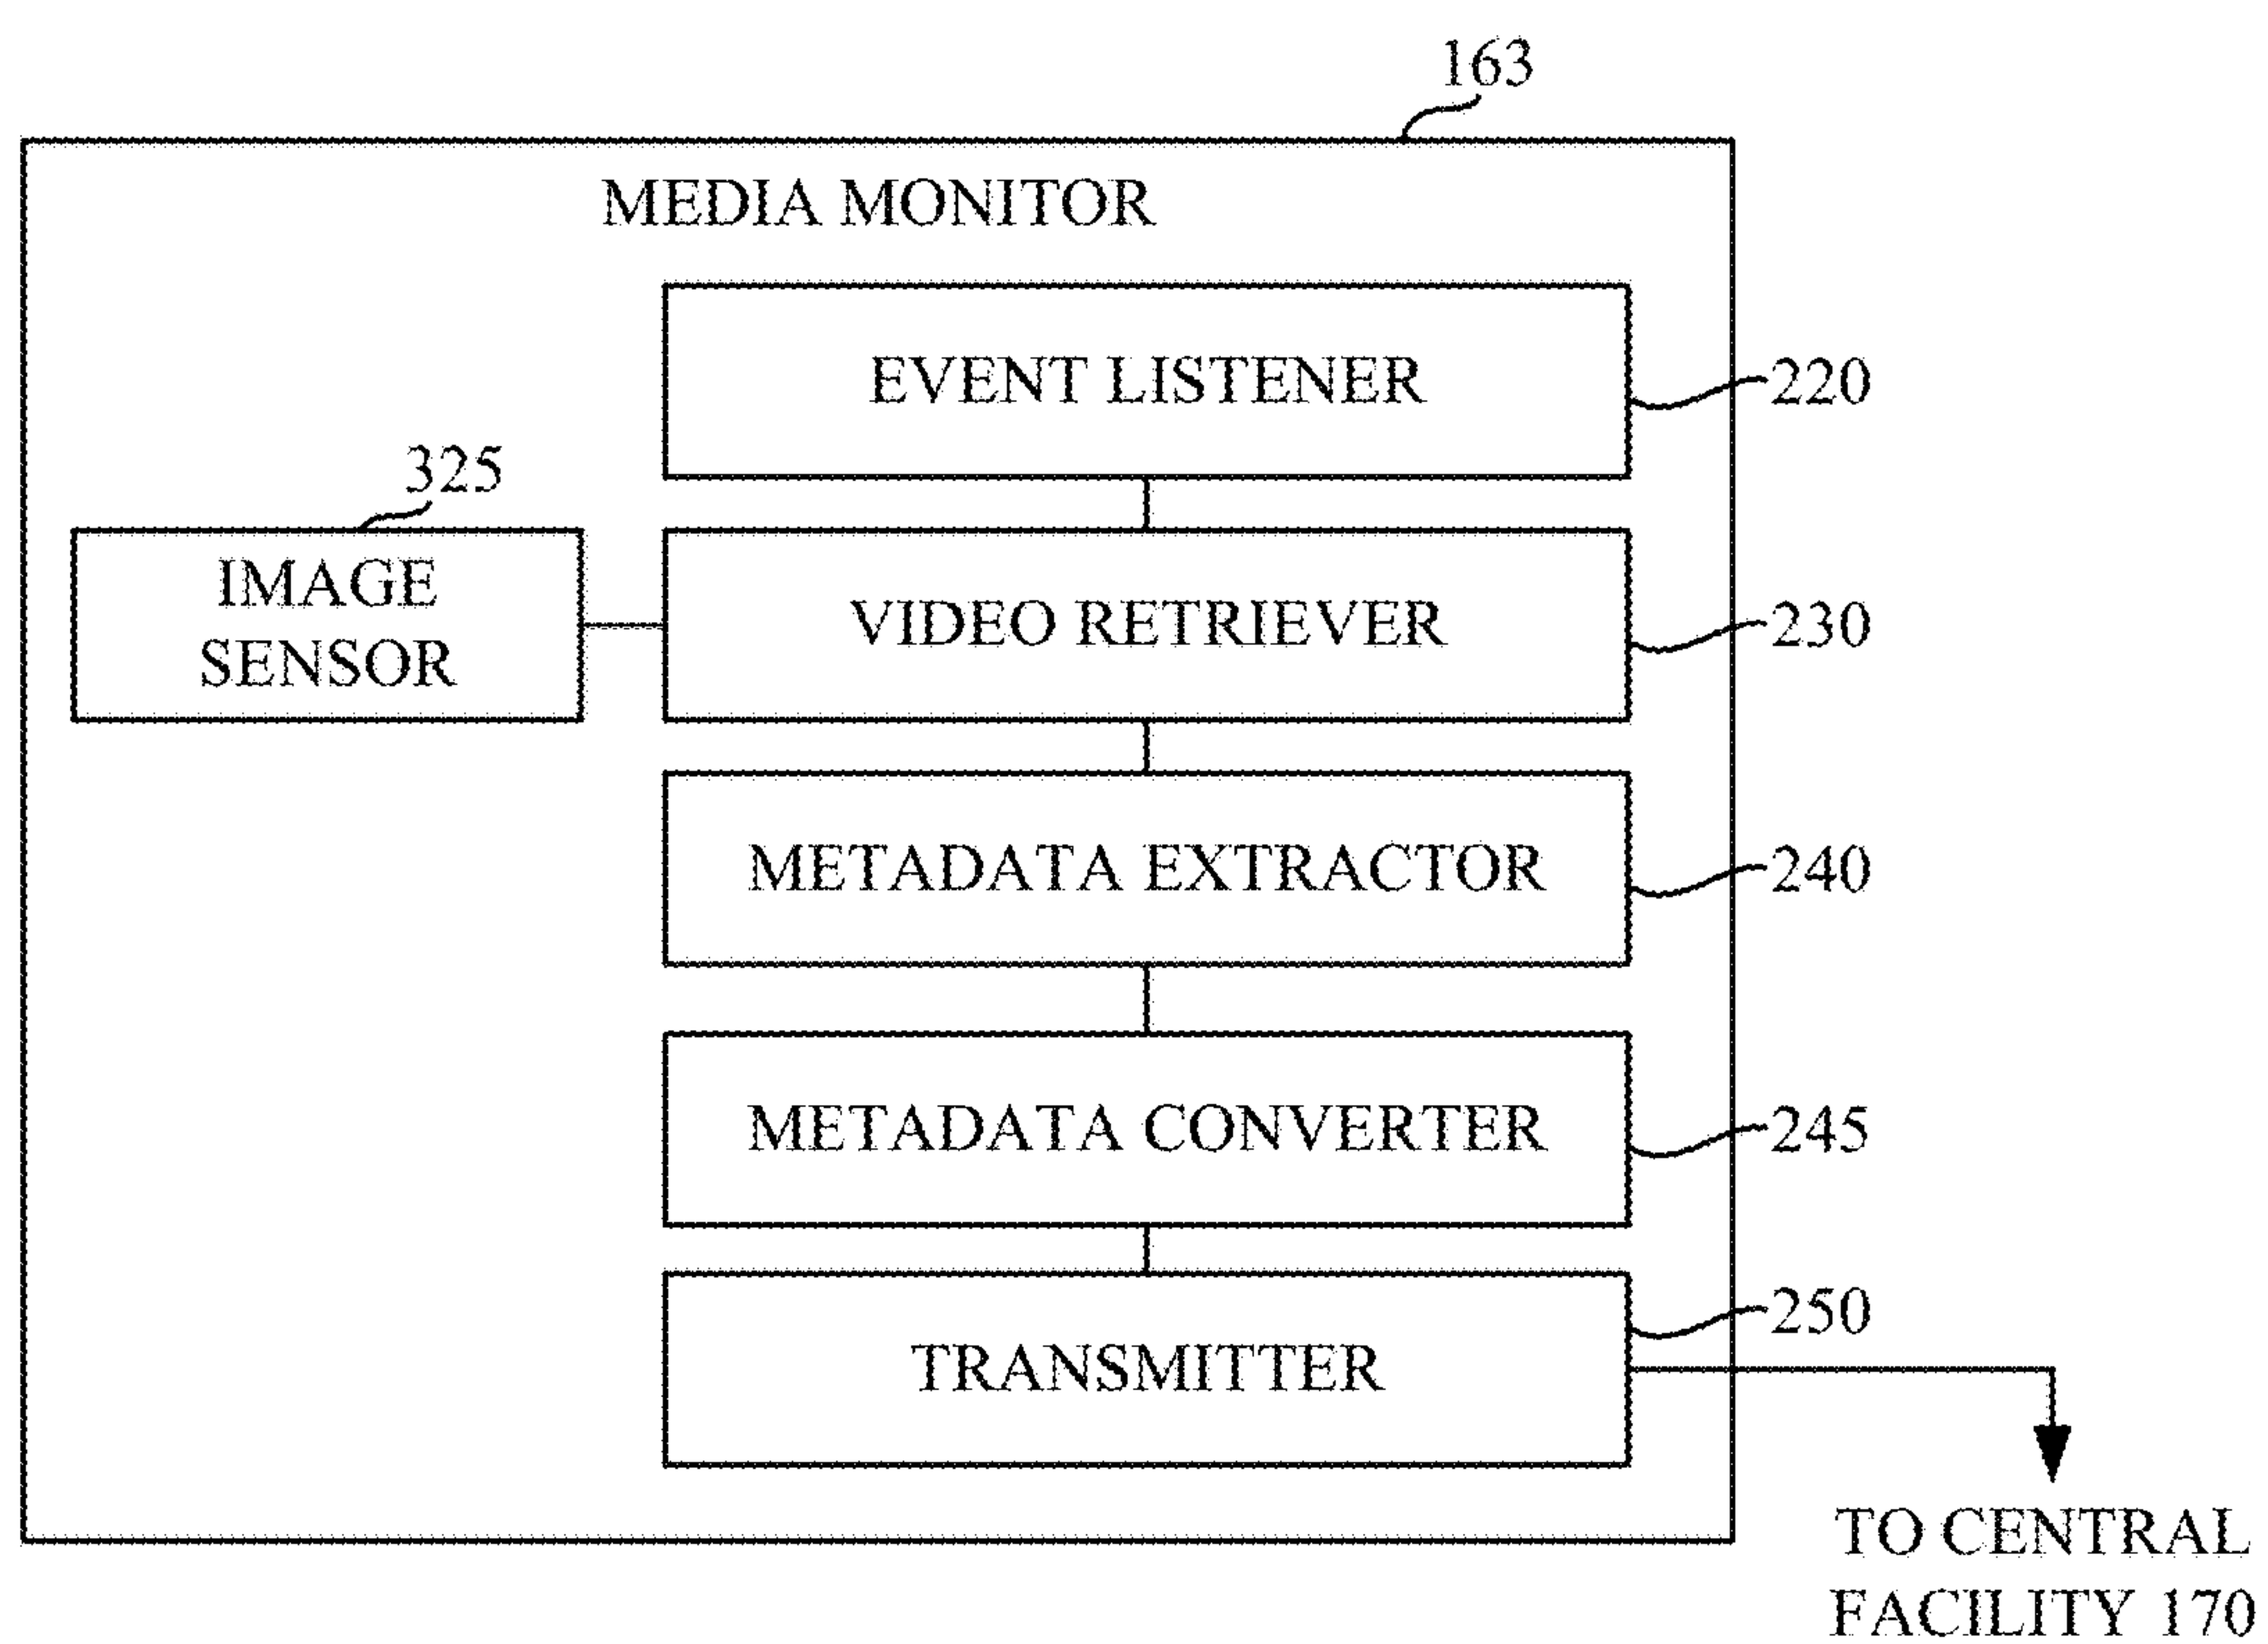 163
MEDIA MONITOR
EVENT LISTENER
220
325
IMAGE
SENSOR
VIDEO RETRIEVER
230
METADATA EXTRACTOR
240
METADATA CONVERTER
245
TRANSMITTER
250
TO CENTRAL
FACILITY 170